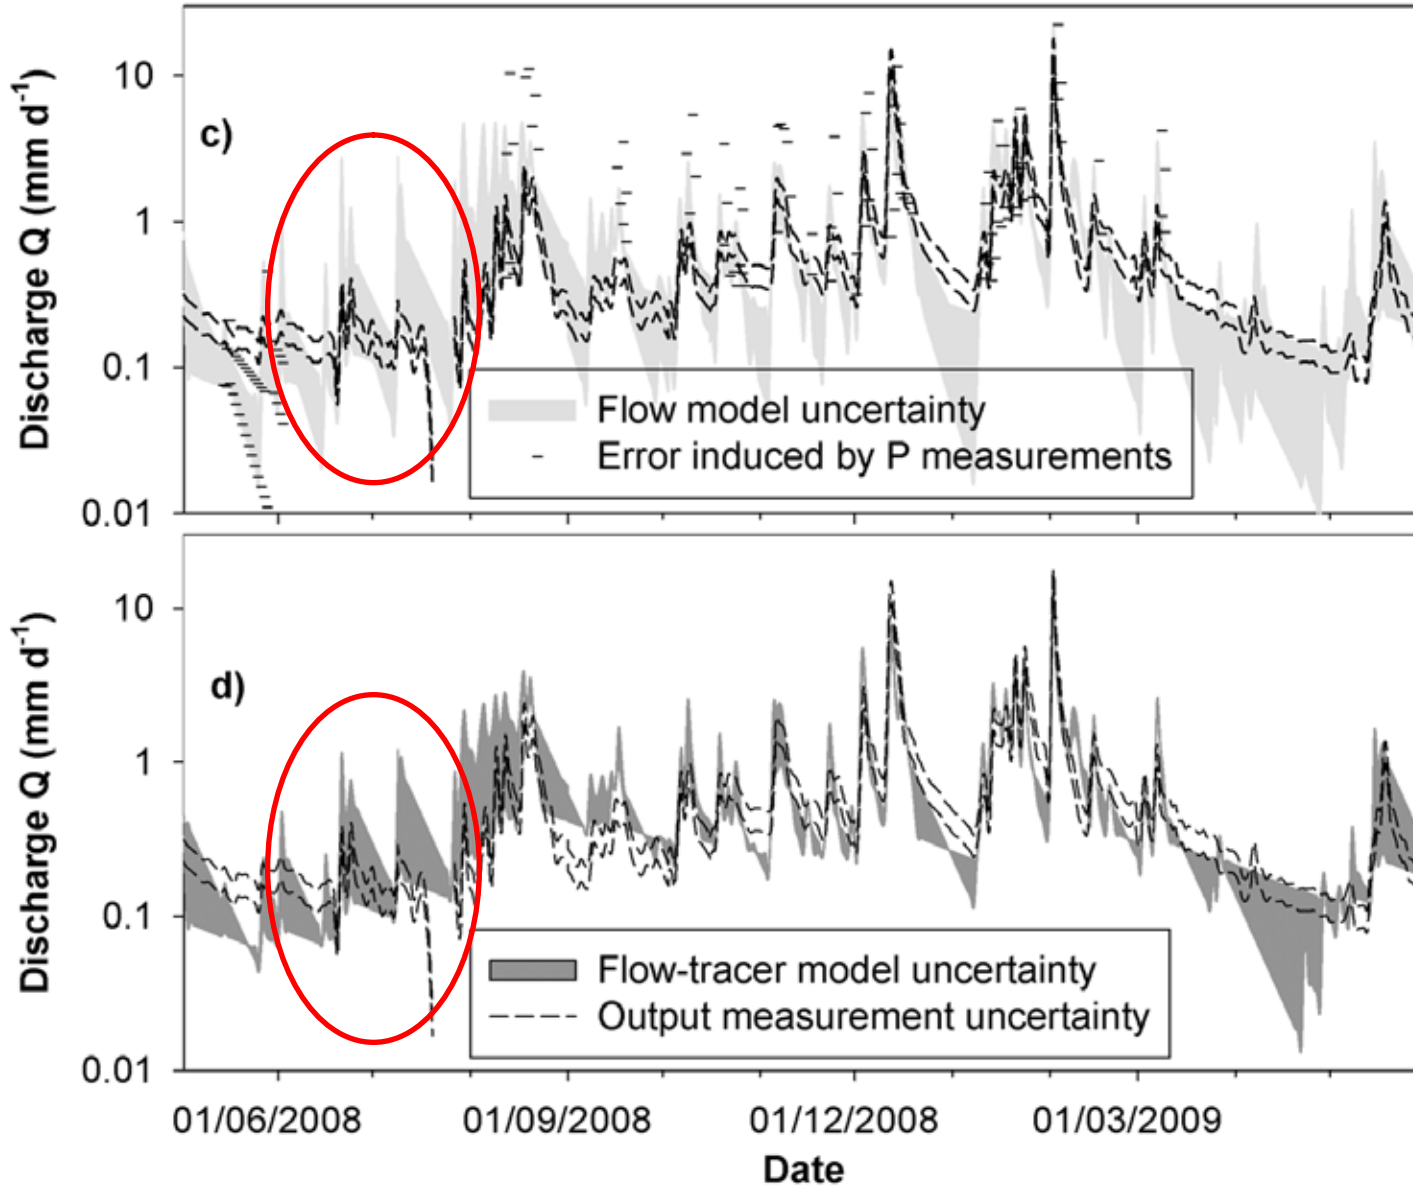 c)
Discharge Q (mm d⁻¹)
10
1
0.1
0.01
Flow model uncertainty
Error induced by P measurements
d)
Discharge Q (mm d⁻¹)
10
1
0.1
0.01
Flow-tracer model uncertainty
Output measurement uncertainty
01/06/2008 01/09/2008 01/12/2008 01/03/2009
Date